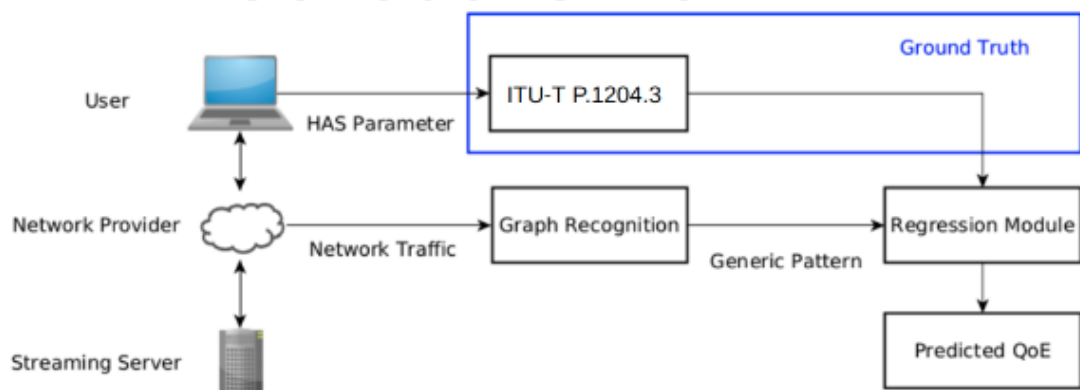 Ground Truth
User
ITU-T P.1204.3
HAS Parameter
Network Provider
Graph Recognition
Regression Module
Network Traffic
Generic Pattern
Streaming Server
Predicted QoE